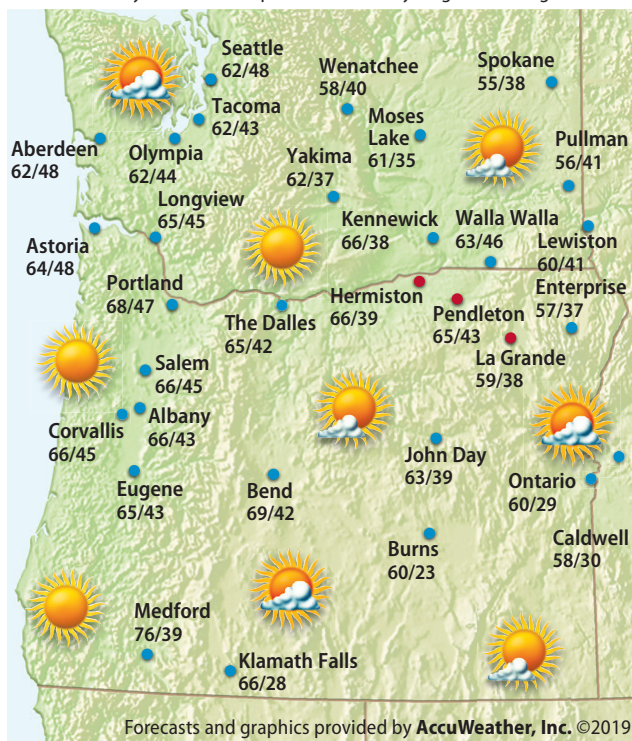 Seattle
62/48
Tacoma
62/43
Aberdeen
62/48
Olympia
62/44
Longview
65/45
Astoria
64/48
Wenatchee
58/40
Moses
Lake
61/35
Yakima
62/37
Kennewick
66/38
Spokane
55/38
Pullman
56/41
Walla Walla
63/46
Lewiston
60/41
Enterprise
57/37
Portland
68/47
The Dalles
65/42
Hermiston
66/39
Pendleton
65/43
La Grande
59/38
Salem
66/45
Albany
66/43
Corvallis
66/45
Eugene
65/43
Bend
69/42
John Day
63/39
Ontario
60/29
Burns
60/23
Caldwell
58/30
Medford
76/39
Klamath Falls
66/28
Forecasts and graphics provided by AccuWeather, Inc. ©2019